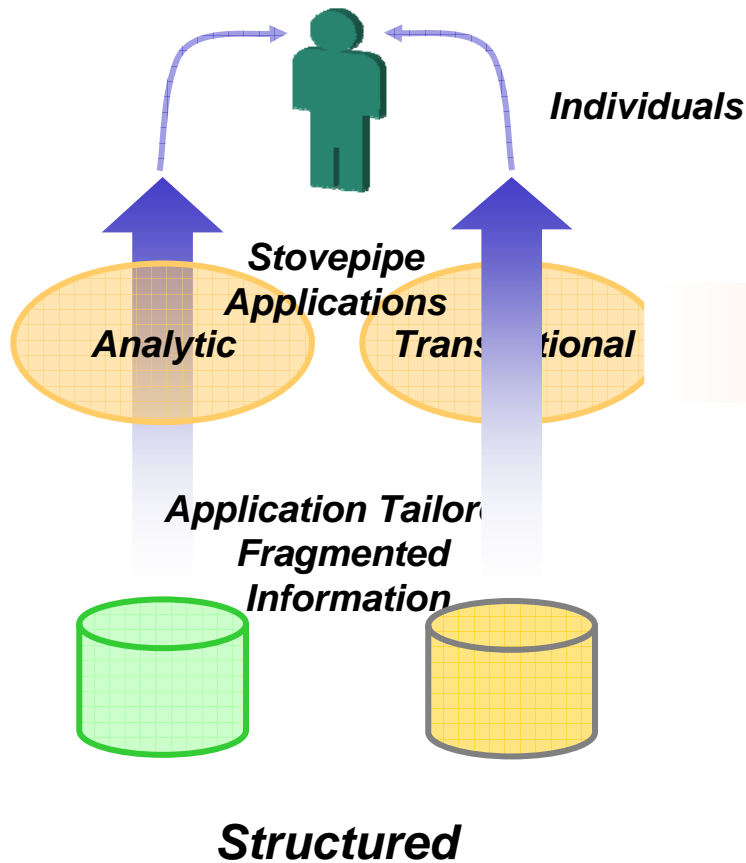 Individuals
Stovepipe
Applications
Analytic
Fragmented
Information
Application
Structured